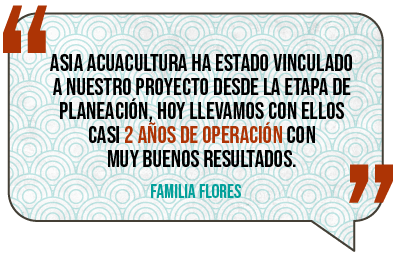 “
ASIA ACUACULTURA HA ESTADO VINCULADO
A NUESTRO PROYECTO DESDE LA ETAPA DE
PLANEACIÓN, HOY LLEVAMOS CON ELLOS
CASI 2 AÑOS DE OPERACIÓN CON
MUY BUENOS RESULTADOS.
”
FAMILIA FLORES